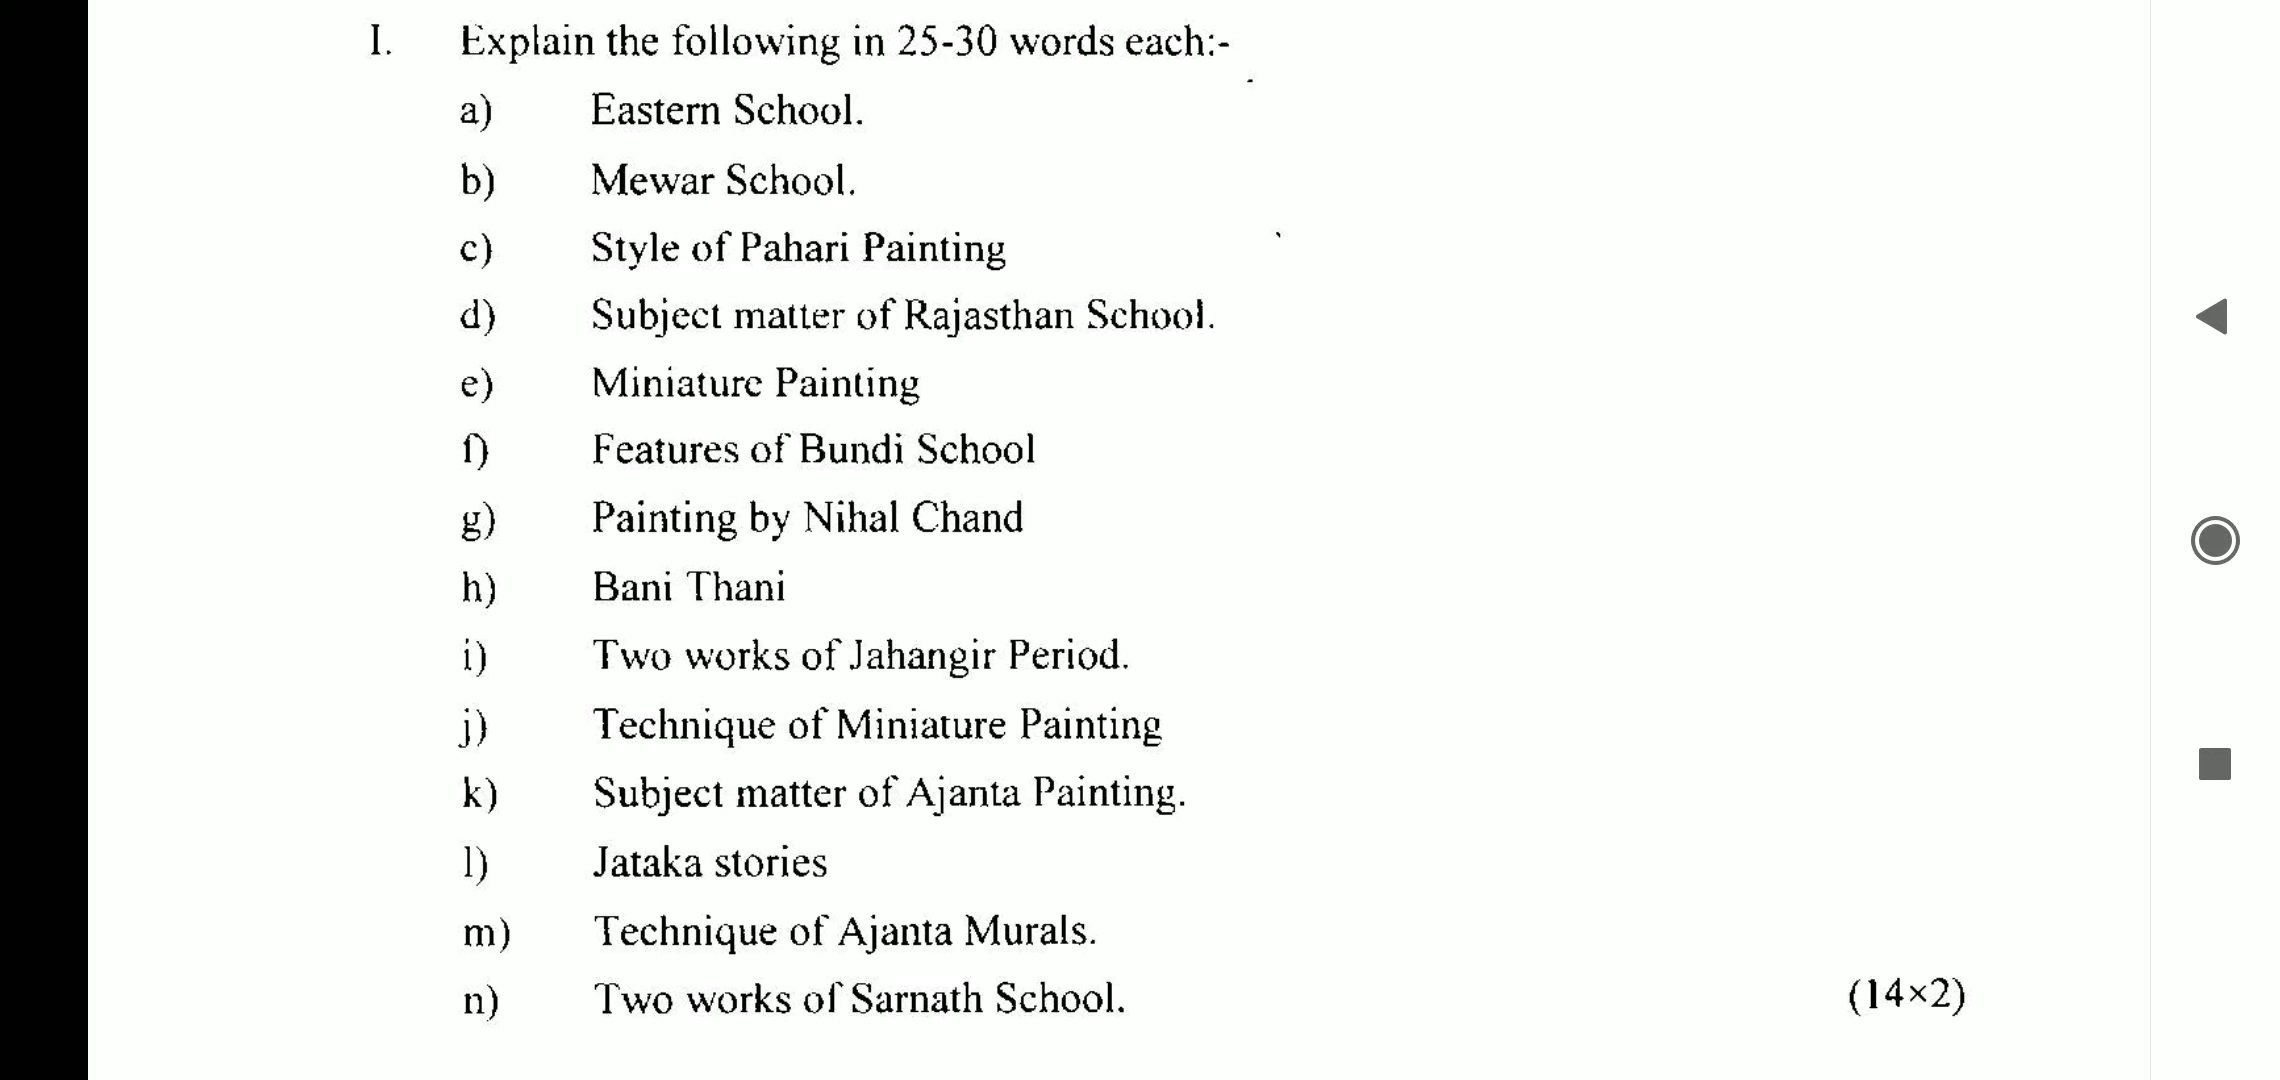 I. Explain the following in 25-30 words each:-
a) Eastern School.
b) Mewar School.
c) Style of Pahari Painting
d) Subject matter of Rajasthan School.
e) Miniature Painting
f) Features of Bundi School
g) Painting by Nihal Chand
h) Bani Thani
i) Two works of Jahangir Period.
j) Technique of Miniature Painting
k) Subject matter of Ajanta Painting.
l) Jataka stories
m) Technique of Ajanta Murals.
n) Two works of Sarnath School. (14×2)